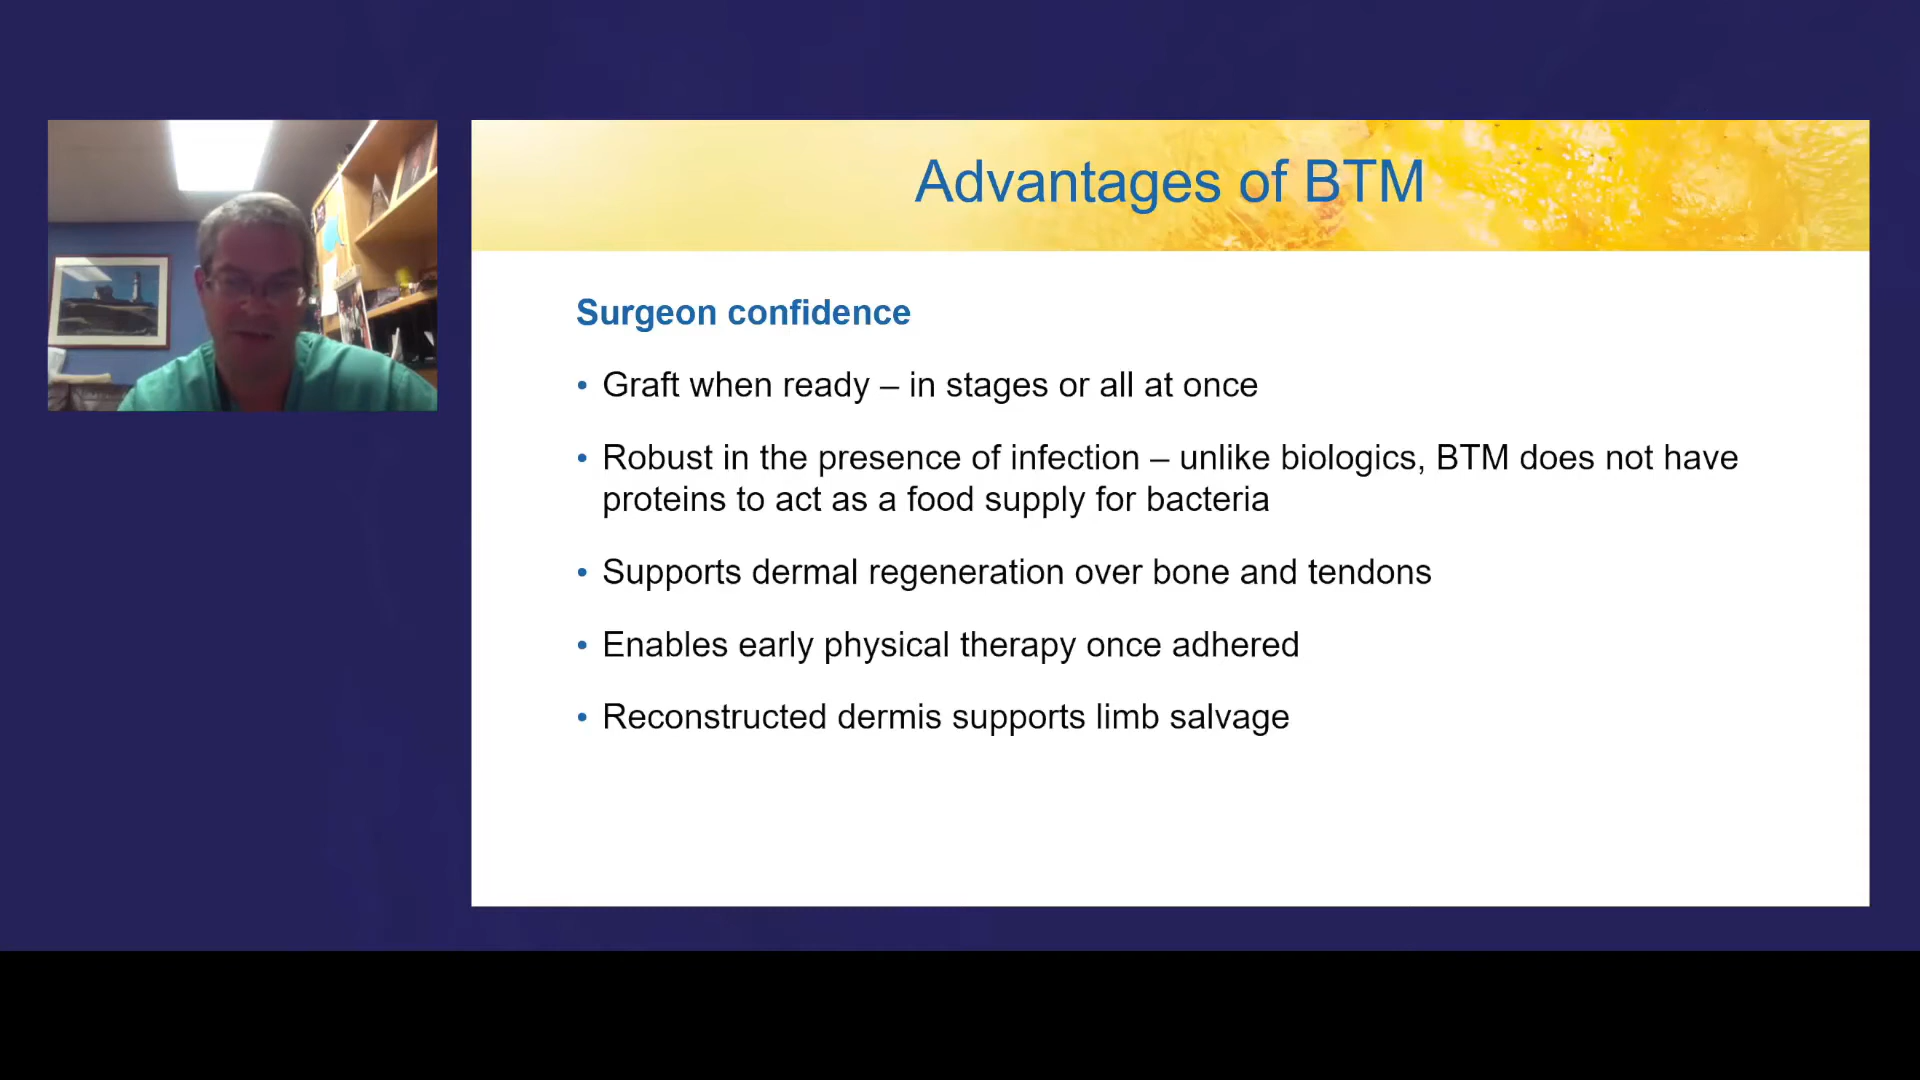 Advantages of BTM
Surgeon confidence
• Graft when ready – in stages or all at once
• Robust in the presence of infection – unlike biologics, BTM does not have
proteins to act as a food supply for bacteria
• Supports dermal regeneration over bone and tendons
• Enables early physical therapy once adhered
• Reconstructed dermis supports limb salvage